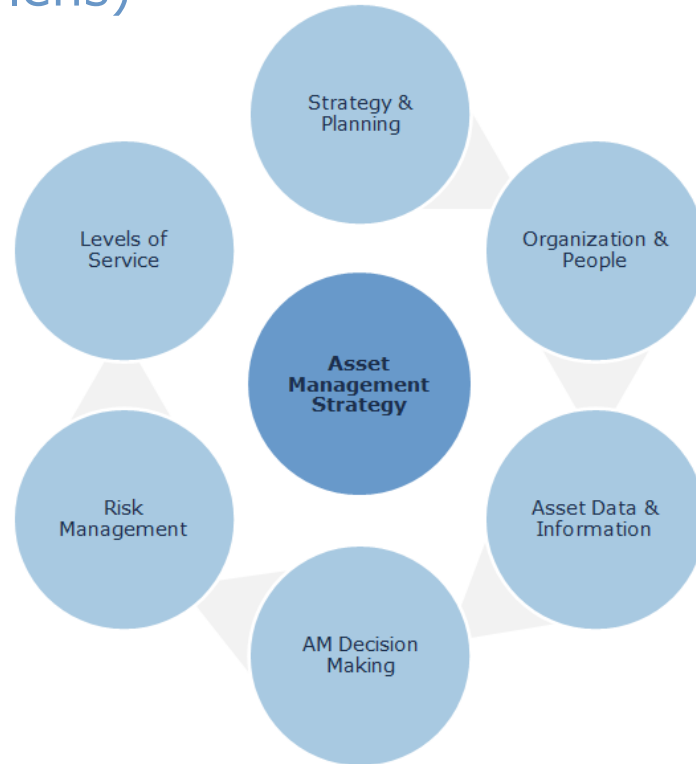 Strategy &
Planning
Organization &
People
Asset Data &
Information
AM Decision
Making
Risk
Management
Levels of
Service
Asset
Management
Strategy